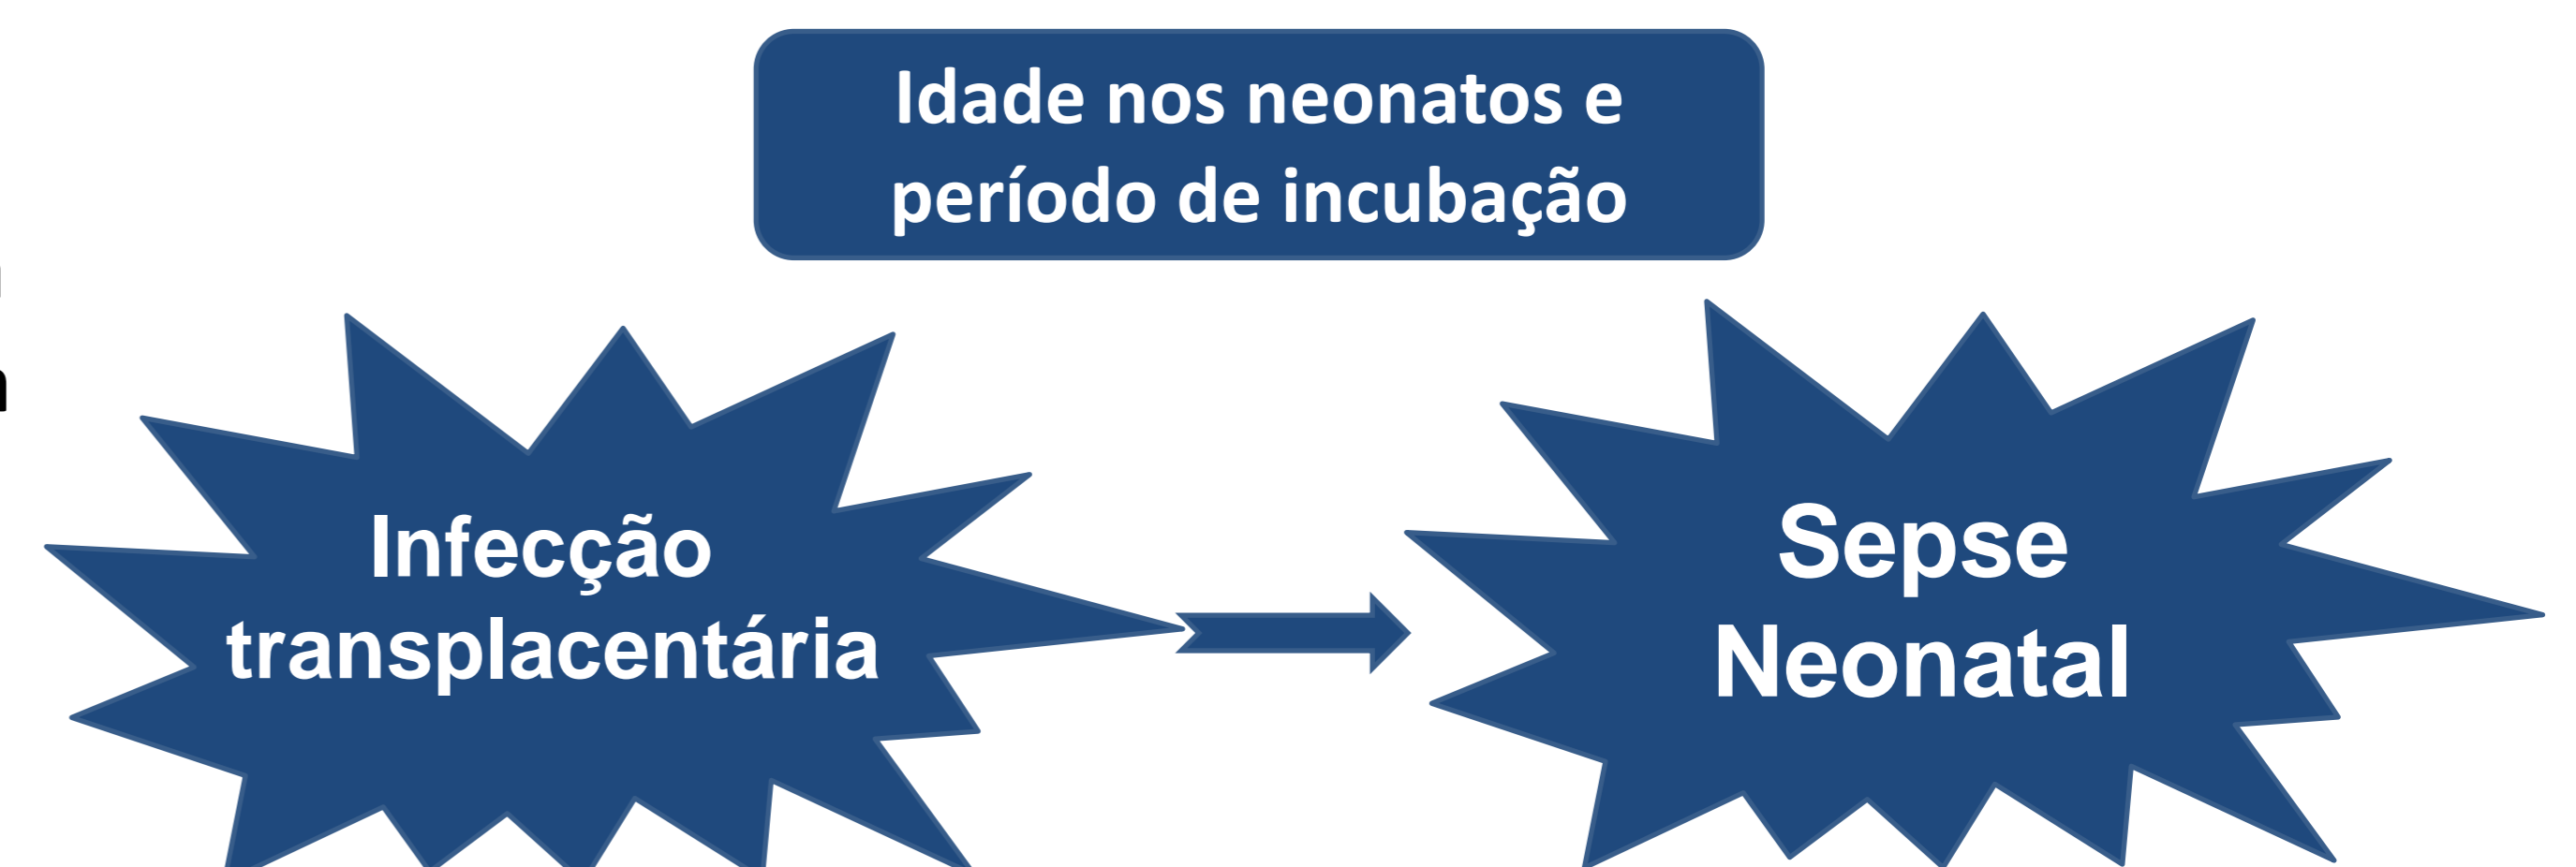 Idade nos neonatos e
período de incubação
Infecção
transplacentária
Sepse
Neonatal